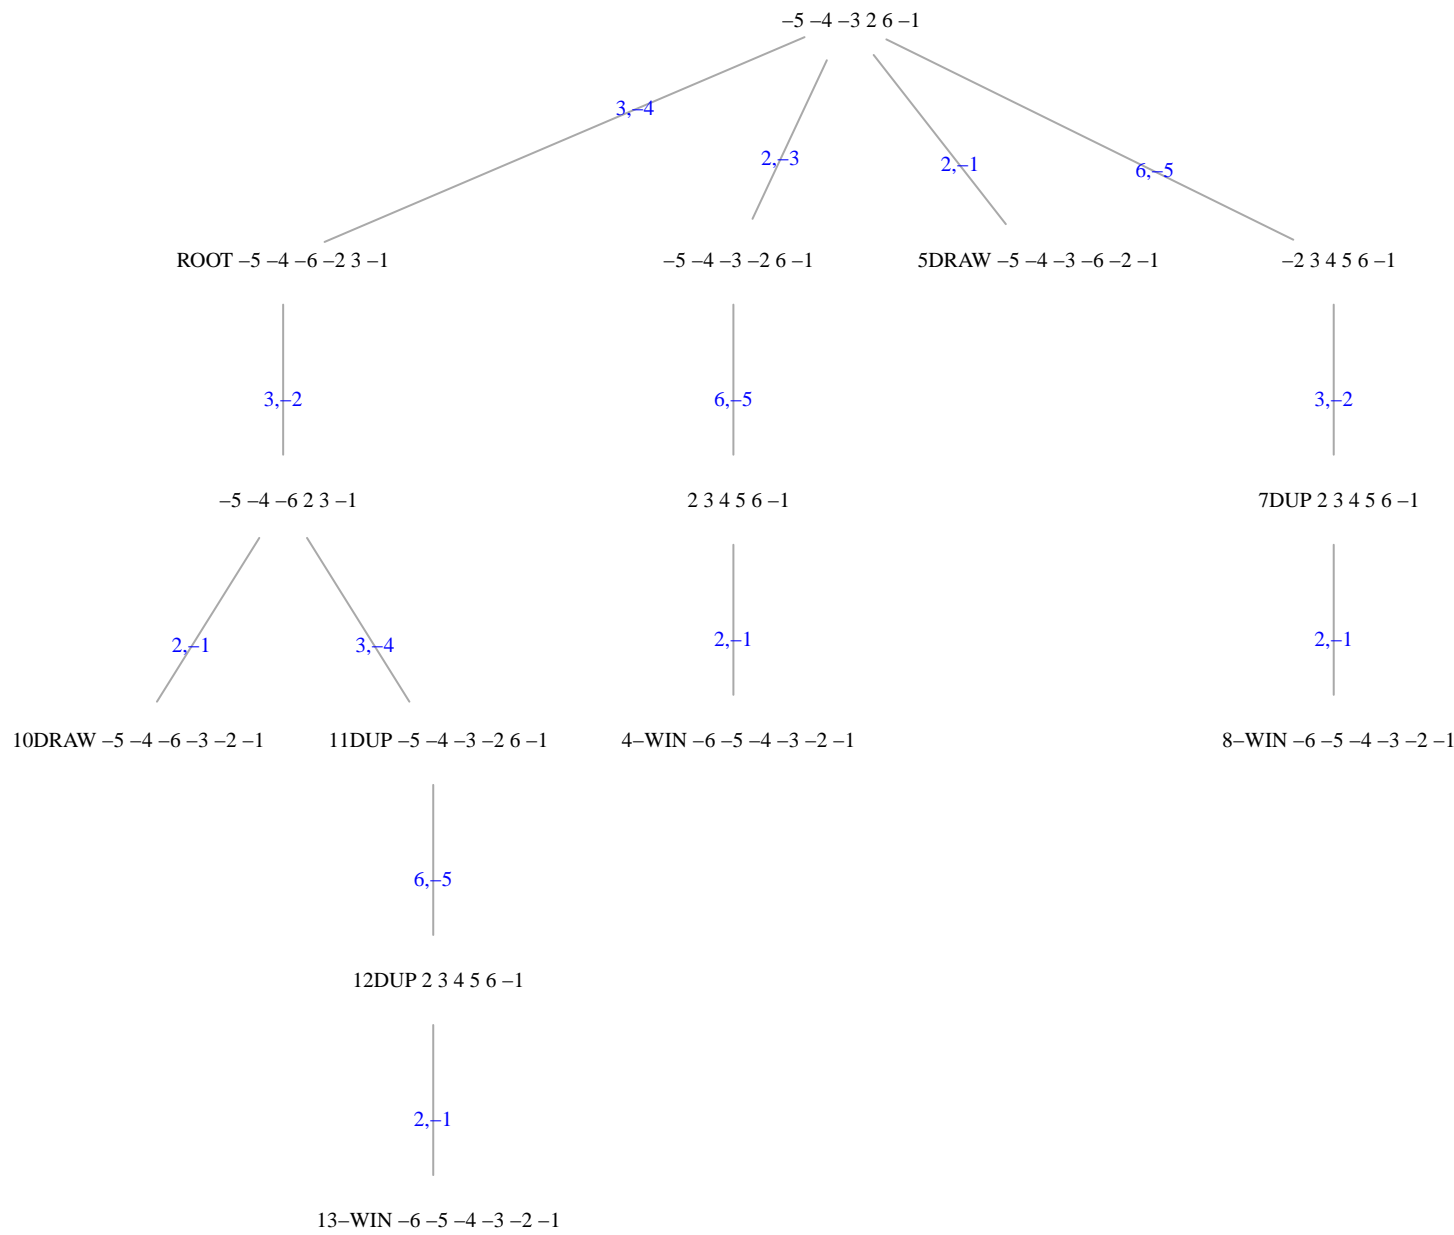 –5 –4 –3 2 6 –1
3,–4
2,–3
2,–1
6,–5
ROOT –5 –4 –6 –2 3 –1
–5 –4 –3 –2 6 –1
5DRAW –5 –4 –3 –6 –2 –1
–2 3 4 5 6 –1
3,–2
6,–5
3,–2
–5 –4 –6 2 3 –1
2 3 4 5 6 –1
7DUP 2 3 4 5 6 –1
2,–1
3,–4
2,–1
2,–1
10DRAW –5 –4 –6 –3 –2 –1
11DUP –5 –4 –3 –2 6 –1
4–WIN –6 –5 –4 –3 –2 –1
8–WIN –6 –5 –4 –3 –2 –1
6,–5
12DUP 2 3 4 5 6 –1
2,–1
13–WIN –6 –5 –4 –3 –2 –1